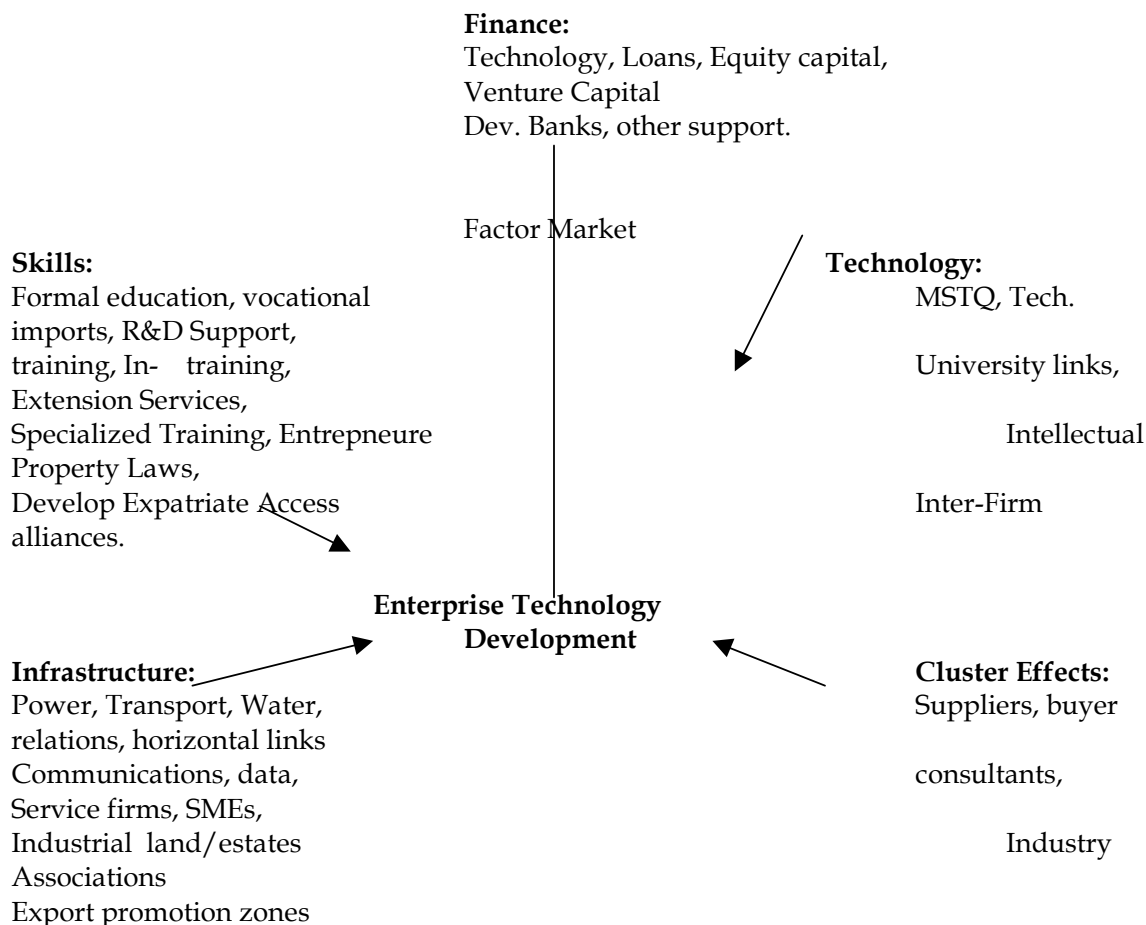 Finance:
Technology, Loans, Equity capital,
Venture Capital
Dev. Banks, other support.
Factor Market
Skills: Technology:
Formal education, vocational MSTQ, Tech.
imports, R&D Support,
training, In- training, University links,
Extension Services,
Specialized Training, Entrepneure Intellectual
Property Laws,
Develop Expatriate Access Inter-Firm
alliances.
Enterprise Technology
Development
Infrastructure: Cluster Effects:
Power, Transport, Water, Suppliers, buyer
relations, horizontal links
Communications, data, consultants,
Service firms, SMEs,
Industrial land/estates Industry
Associations
Export promotion zones